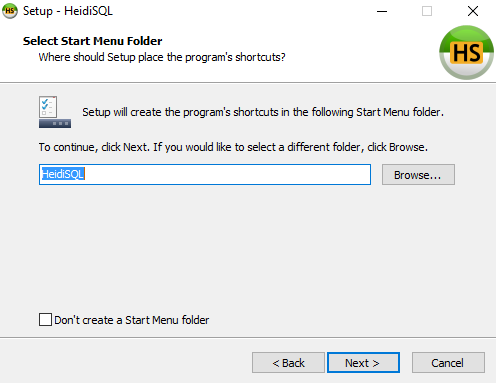 Setup - HeidiSQL
Select Start Menu Folder
Where should Setup place the program's shortcuts?
HS
Setup will create the program's shortcuts in the following Start Menu folder.
To continue, click Next. If you would like to select a different folder, click Browse.
HeidiSQL
Browse...
Don't create a Start Menu folder
< Back
Next >
Cancel